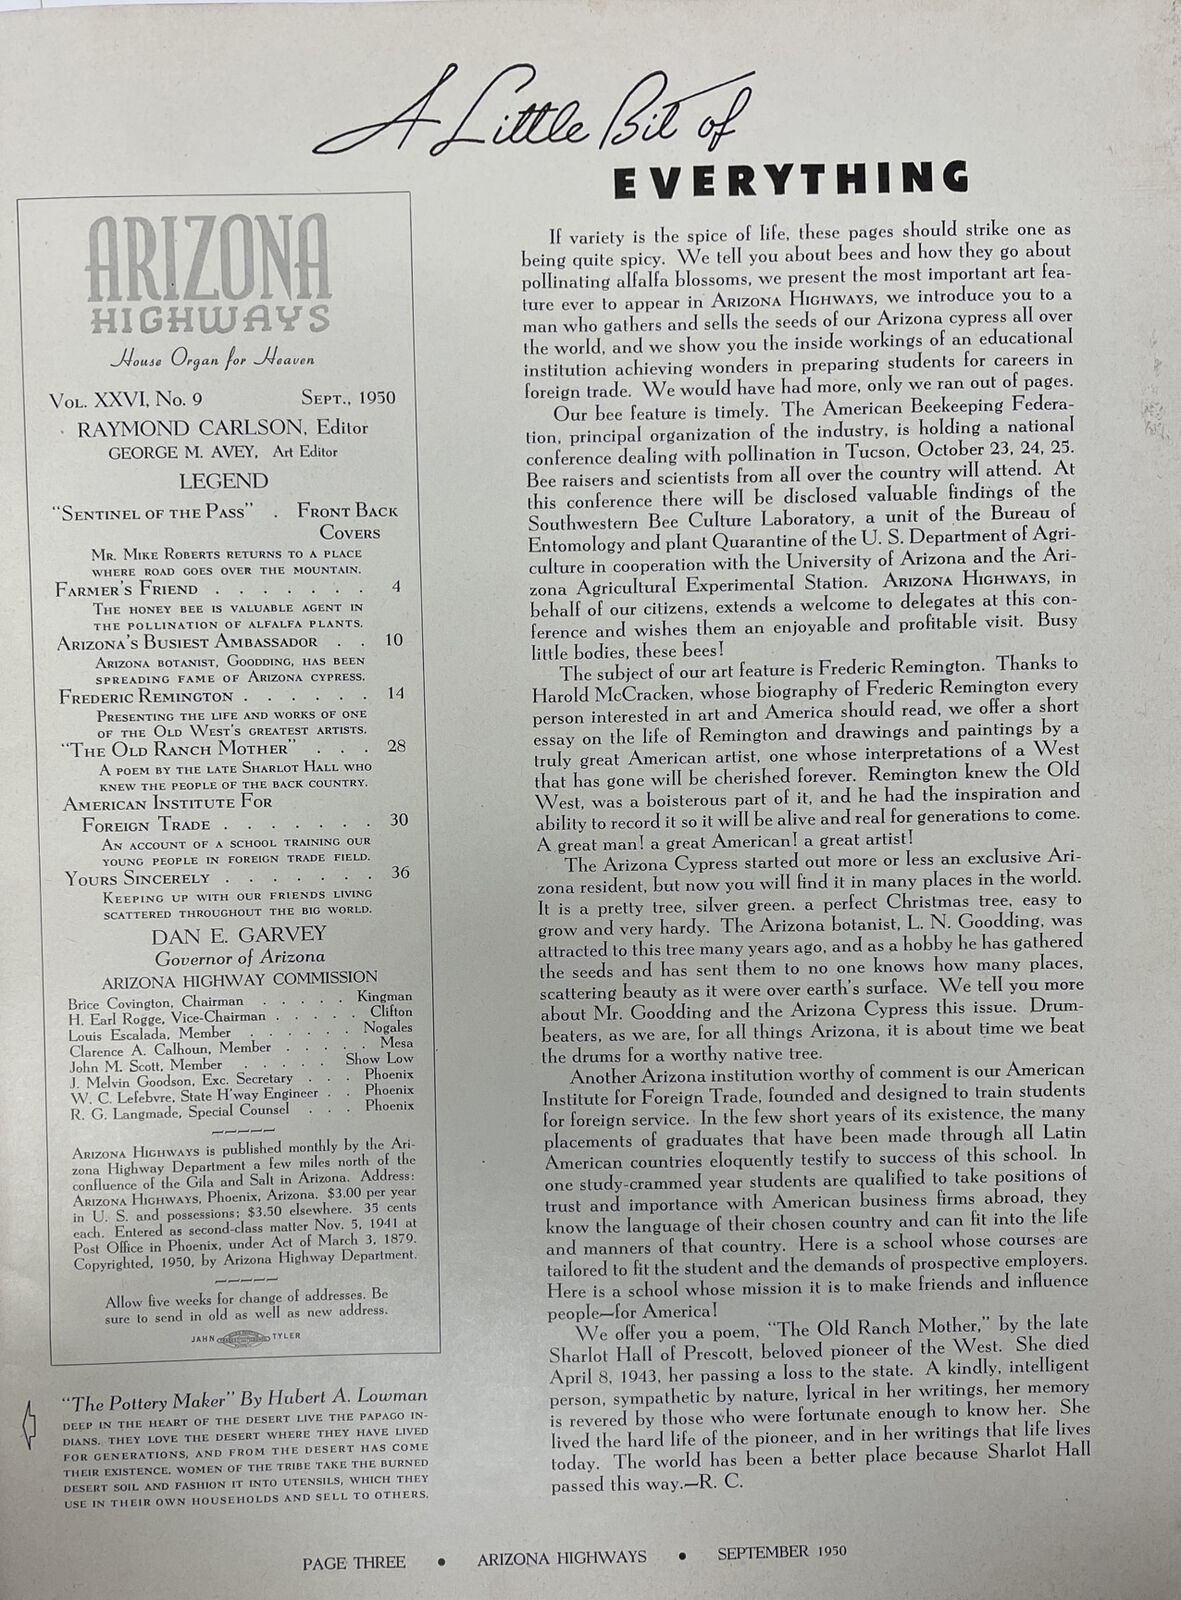 A Little Bit of
EVERYTHING
ARIZONA
HIGHWAYS
House Organ for Heaven
VOL. XXVI, No. 9 SEPT., 1950
RAYMOND CARLSON, Editor
GEORGE M. AVEY, Art Editor
LEGEND
"SENTINEL OF THE PASS" . FRONT BACK
COVERS
MR. MIKE ROBERTS RETURNS TO A PLACE
WHERE ROAD GOES OVER THE MOUNTAIN.
FARMER'S FRIEND . . . . . . . 4
THE HONEY BEE IS VALUABLE AGENT IN
THE POLLINATION OF ALFALFA PLANTS.
ARIZONA'S BUSIEST AMBASSADOR . . 10
ARIZONA BOTANIST, GOODDING, HAS BEEN
SPREADING FAME OF ARIZONA CYPRESS.
FREDERIC REMINGTON . . . . . . 14
PRESENTING THE LIFE AND WORKS OF ONE
OF THE OLD WEST'S GREATEST ARTISTS.
"THE OLD RANCH MOTHER" . . . 28
A POEM BY THE LATE SHARLOT HALL WHO
KNEW THE PEOPLE OF THE BACK COUNTRY.
AMERICAN INSTITUTE FOR
FOREIGN TRADE . . . . . . . 30
AN ACCOUNT OF A SCHOOL TRAINING OUR
YOUNG PEOPLE IN FOREIGN TRADE FIELD.
YOURS SINCERELY . . . . . . . 36
KEEPING UP WITH OUR FRIENDS LIVING
SCATTERED THROUGHOUT THE BIG WORLD.
DAN E. GARVEY
Governor of Arizona
ARIZONA HIGHWAY COMMISSION
Brice Covington, Chairman . . . . . Kingman
H. Earl Rogge, Vice-Chairman . . . . . Clifton
Louis Escalada, Member . . . . . . Nogales
Clarence A. Calhoun, Member . . . . . Mesa
John M. Scott, Member . . . . . Show Low
J. Melvin Goodson, Exc. Secretary . . . Phoenix
W. C. Lefebvre, State H'way Engineer . . Phoenix
R. G. Langmade, Special Counsel . . . Phoenix
ARIZONA HIGHWAYS is published monthly by the Ari-
zona Highway Department a few miles north of the
confluence of the Gila and Salt in Arizona. Address:
ARIZONA HIGHWAYS, Phoenix, Arizona. $3.00 per year
in U. S. and possessions; $3.50 elsewhere. 35 cents
each. Entered as second-class matter Nov. 5, 1941 at
Post Office in Phoenix, under Act of March 3, 1879.
Copyrighted, 1950, by Arizona Highway Department.
Allow five weeks for change of addresses. Be
sure to send in old as well as new address.
JAHN TYLER
"The Pottery Maker" By Hubert A. Lowman
DEEP IN THE HEART OF THE DESERT LIVE THE PAPAGO IN-
DIANS. THEY LOVE THE DESERT WHERE THEY HAVE LIVED
FOR GENERATIONS, AND FROM THE DESERT HAS COME
THEIR EXISTENCE. WOMEN OF THE TRIBE TAKE THE BURNED
DESERT SOIL AND FASHION IT INTO UTENSILS, WHICH THEY
USE IN THEIR OWN HOUSEHOLDS AND SELL TO OTHERS.
If variety is the spice of life, these pages should strike one as
being quite spicy. We tell you about bees and how they go about
pollinating alfalfa blossoms, we present the most important art fea-
ture ever to appear in ARIZONA HIGHWAYS, we introduce you to a
man who gathers and sells the seeds of our Arizona cypress all over
the world, and we show you the inside workings of an educational
institution achieving wonders in preparing students for careers in
foreign trade. We would have had more, only we ran out of pages.
Our bee feature is timely. The American Beekeeping Federa-
tion, principal organization of the industry, is holding a national
conference dealing with pollination in Tucson, October 23, 24, 25.
Bee raisers and scientists from all over the country will attend. At
this conference there will be disclosed valuable findings of the
Southwestern Bee Culture Laboratory, a unit of the Bureau of
Entomology and plant Quarantine of the U. S. Department of Agri-
culture in cooperation with the University of Arizona and the Ari-
zona Agricultural Experimental Station. ARIZONA HIGHWAYS, in
behalf of our citizens, extends a welcome to delegates at this con-
ference and wishes them an enjoyable and profitable visit. Busy
little bodies, these bees!
The subject of our art feature is Frederic Remington. Thanks to
Harold McCracken, whose biography of Frederic Remington every
person interested in art and America should read, we offer a short
essay on the life of Remington and drawings and paintings by a
truly great American artist, one whose interpretations of a West
that has gone will be cherished forever. Remington knew the Old
West, was a boisterous part of it, and he had the inspiration and
ability to record it so it will be alive and real for generations to come.
A great man! a great American! a great artist!
The Arizona Cypress started out more or less an exclusive Ari-
zona resident, but now you will find it in many places in the world.
It is a pretty tree, silver green. a perfect Christmas tree, easy to
grow and very hardy. The Arizona botanist, L. N. Goodding, was
attracted to this tree many years ago, and as a hobby he has gathered
the seeds and has sent them to no one knows how many places,
scattering beauty as it were over earth's surface. We tell you more
about Mr. Goodding and the Arizona Cypress this issue. Drum-
beaters, as we are, for all things Arizona, it is about time we beat
the drums for a worthy native tree.
Another Arizona institution worthy of comment is our American
Institute for Foreign Trade, founded and designed to train students
for foreign service. In the few short years of its existence, the many
placements of graduates that have been made through all Latin
American countries eloquently testify to success of this school. In
one study-crammed year students are qualified to take positions of
trust and importance with American business firms abroad, they
know the language of their chosen country and can fit into the life
and manners of that country. Here is a school whose courses are
tailored to fit the student and the demands of prospective employers.
Here is a school whose mission it is to make friends and influence
people—for America!
We offer you a poem, "The Old Ranch Mother," by the late
Sharlot Hall of Prescott, beloved pioneer of the West. She died
April 8, 1943, her passing a loss to the state. A kindly, intelligent
person, sympathetic by nature, lyrical in her writings, her memory
is revered by those who were fortunate enough to know her. She
lived the hard life of the pioneer, and in her writings that life lives
today. The world has been a better place because Sharlot Hall
passed this way.—R. C.
PAGE THREE • ARIZONA HIGHWAYS • SEPTEMBER 1950